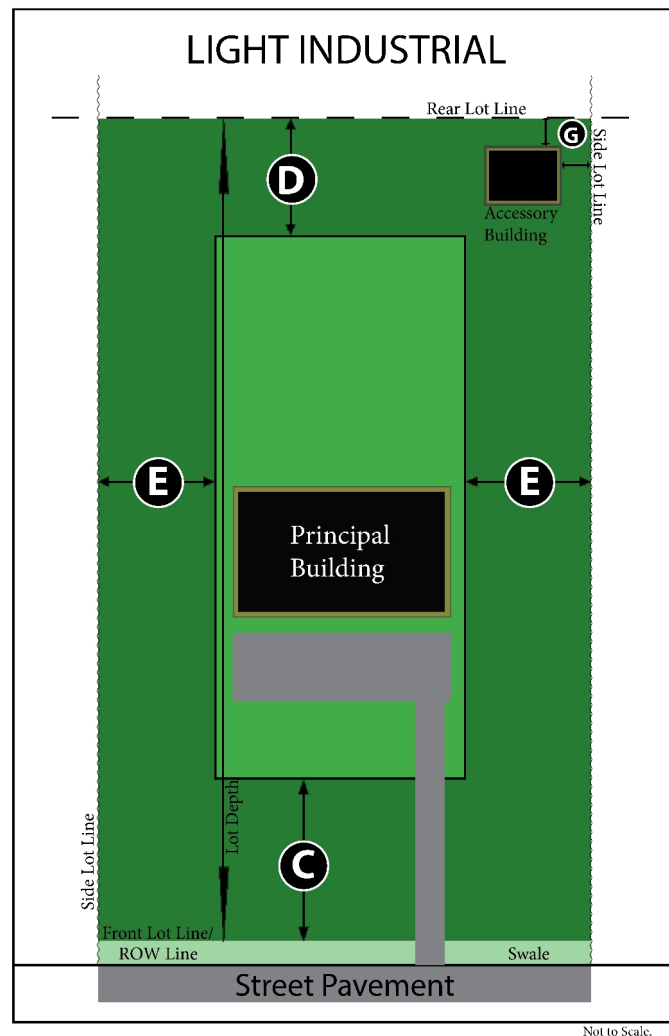 LIGHT INDUSTRIAL
Rear Lot Line
G
Side Lot Line
D
Accessory
Building
E
E
Principal
Building
Lot Depth
C
Side Lot Line
Front Lot Line/
ROW Line
Swale
Street Pavement
Not to Scale.